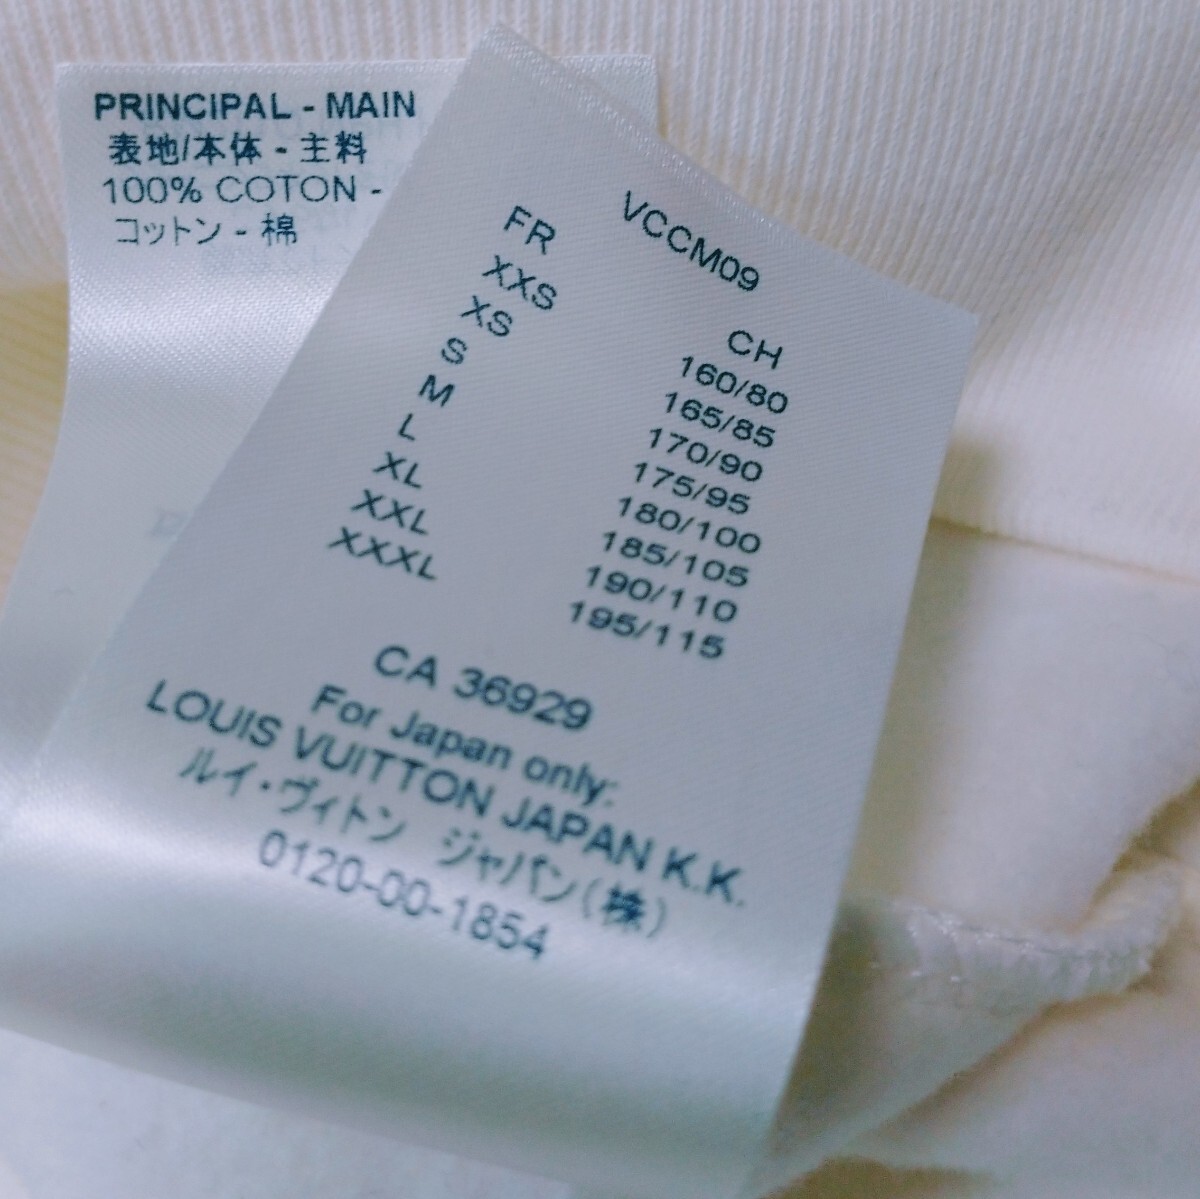 PRINCIPAL - MAIN
表地/本体 - 主料
100% COTON -
コットン - 棉
VCCM09
FR CH
XXS 160/80
XS 165/85
S 170/90
M 175/95
L 180/100
XL 185/105
XXL 190/110
XXXL 195/115
CA 36929
For Japan only:
LOUIS VUITTON JAPAN K.K.
ルイ・ヴィトン ジャパン(株)
0120-00-1854